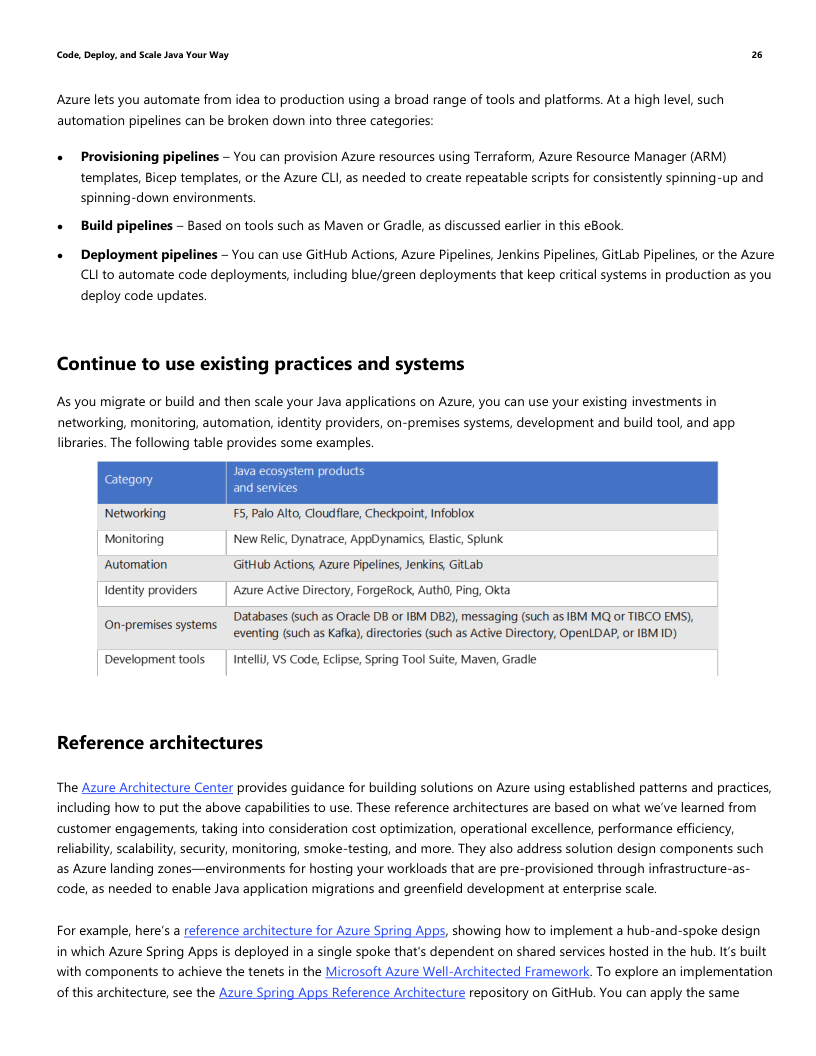 Code, Deploy, and Scale Java Your Way 26
Azure lets you automate from idea to production using a broad range of tools and platforms. At a high level, such
automation pipelines can be broken down into three categories:
• Provisioning pipelines – You can provision Azure resources using Terraform, Azure Resource Manager (ARM)
templates, Bicep templates, or the Azure CLI, as needed to create repeatable scripts for consistently spinning-up and
spinning-down environments.
• Build pipelines – Based on tools such as Maven or Gradle, as discussed earlier in this eBook.
• Deployment pipelines – You can use GitHub Actions, Azure Pipelines, Jenkins Pipelines, GitLab Pipelines, or the Azure
CLI to automate code deployments, including blue/green deployments that keep critical systems in production as you
deploy code updates.
Continue to use existing practices and systems
As you migrate or build and then scale your Java applications on Azure, you can use your existing investments in
networking, monitoring, automation, identity providers, on-premises systems, development and build tool, and app
libraries. The following table provides some examples.
Category
Java ecosystem products
and services
Networking F5, Palo Alto, Cloudflare, Checkpoint, Infoblox
Monitoring New Relic, Dynatrace, AppDynamics, Elastic, Splunk
Automation GitHub Actions, Azure Pipelines, Jenkins, GitLab
Identity providers Azure Active Directory, ForgeRock, Auth0, Ping, Okta
On-premises systems
Databases (such as Oracle DB or IBM DB2), messaging (such as IBM MQ or TIBCO EMS),
eventing (such as Kafka), directories (such as Active Directory, OpenLDAP, or IBM ID)
Development tools IntelliJ, VS Code, Eclipse, Spring Tool Suite, Maven, Gradle
Reference architectures
The Azure Architecture Center provides guidance for building solutions on Azure using established patterns and practices,
including how to put the above capabilities to use. These reference architectures are based on what we’ve learned from
customer engagements, taking into consideration cost optimization, operational excellence, performance efficiency,
reliability, scalability, security, monitoring, smoke-testing, and more. They also address solution design components such
as Azure landing zones—environments for hosting your workloads that are pre-provisioned through infrastructure-as-
code, as needed to enable Java application migrations and greenfield development at enterprise scale.
For example, here’s a reference architecture for Azure Spring Apps, showing how to implement a hub-and-spoke design
in which Azure Spring Apps is deployed in a single spoke that's dependent on shared services hosted in the hub. It’s built
with components to achieve the tenets in the Microsoft Azure Well-Architected Framework. To explore an implementation
of this architecture, see the Azure Spring Apps Reference Architecture repository on GitHub. You can apply the same